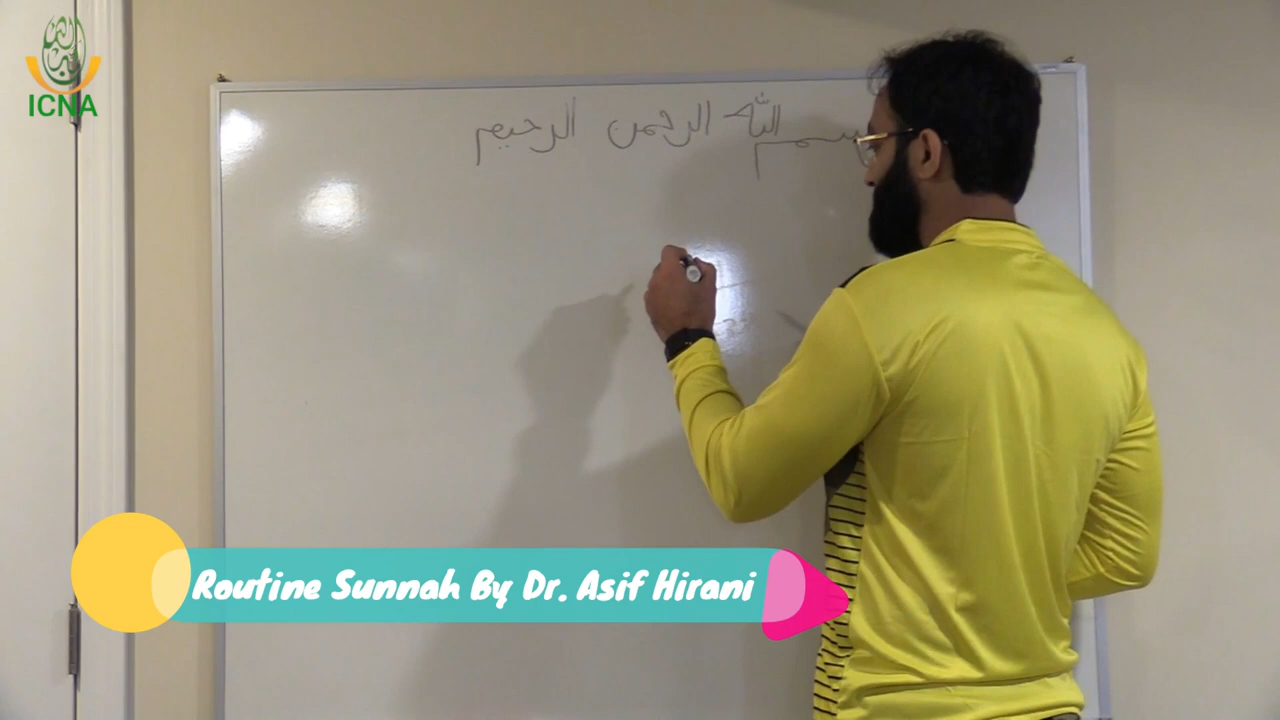 ICNA
بسم الله الرحمن الرحيم
Routine Sunnah By Dr. Asif Hirani